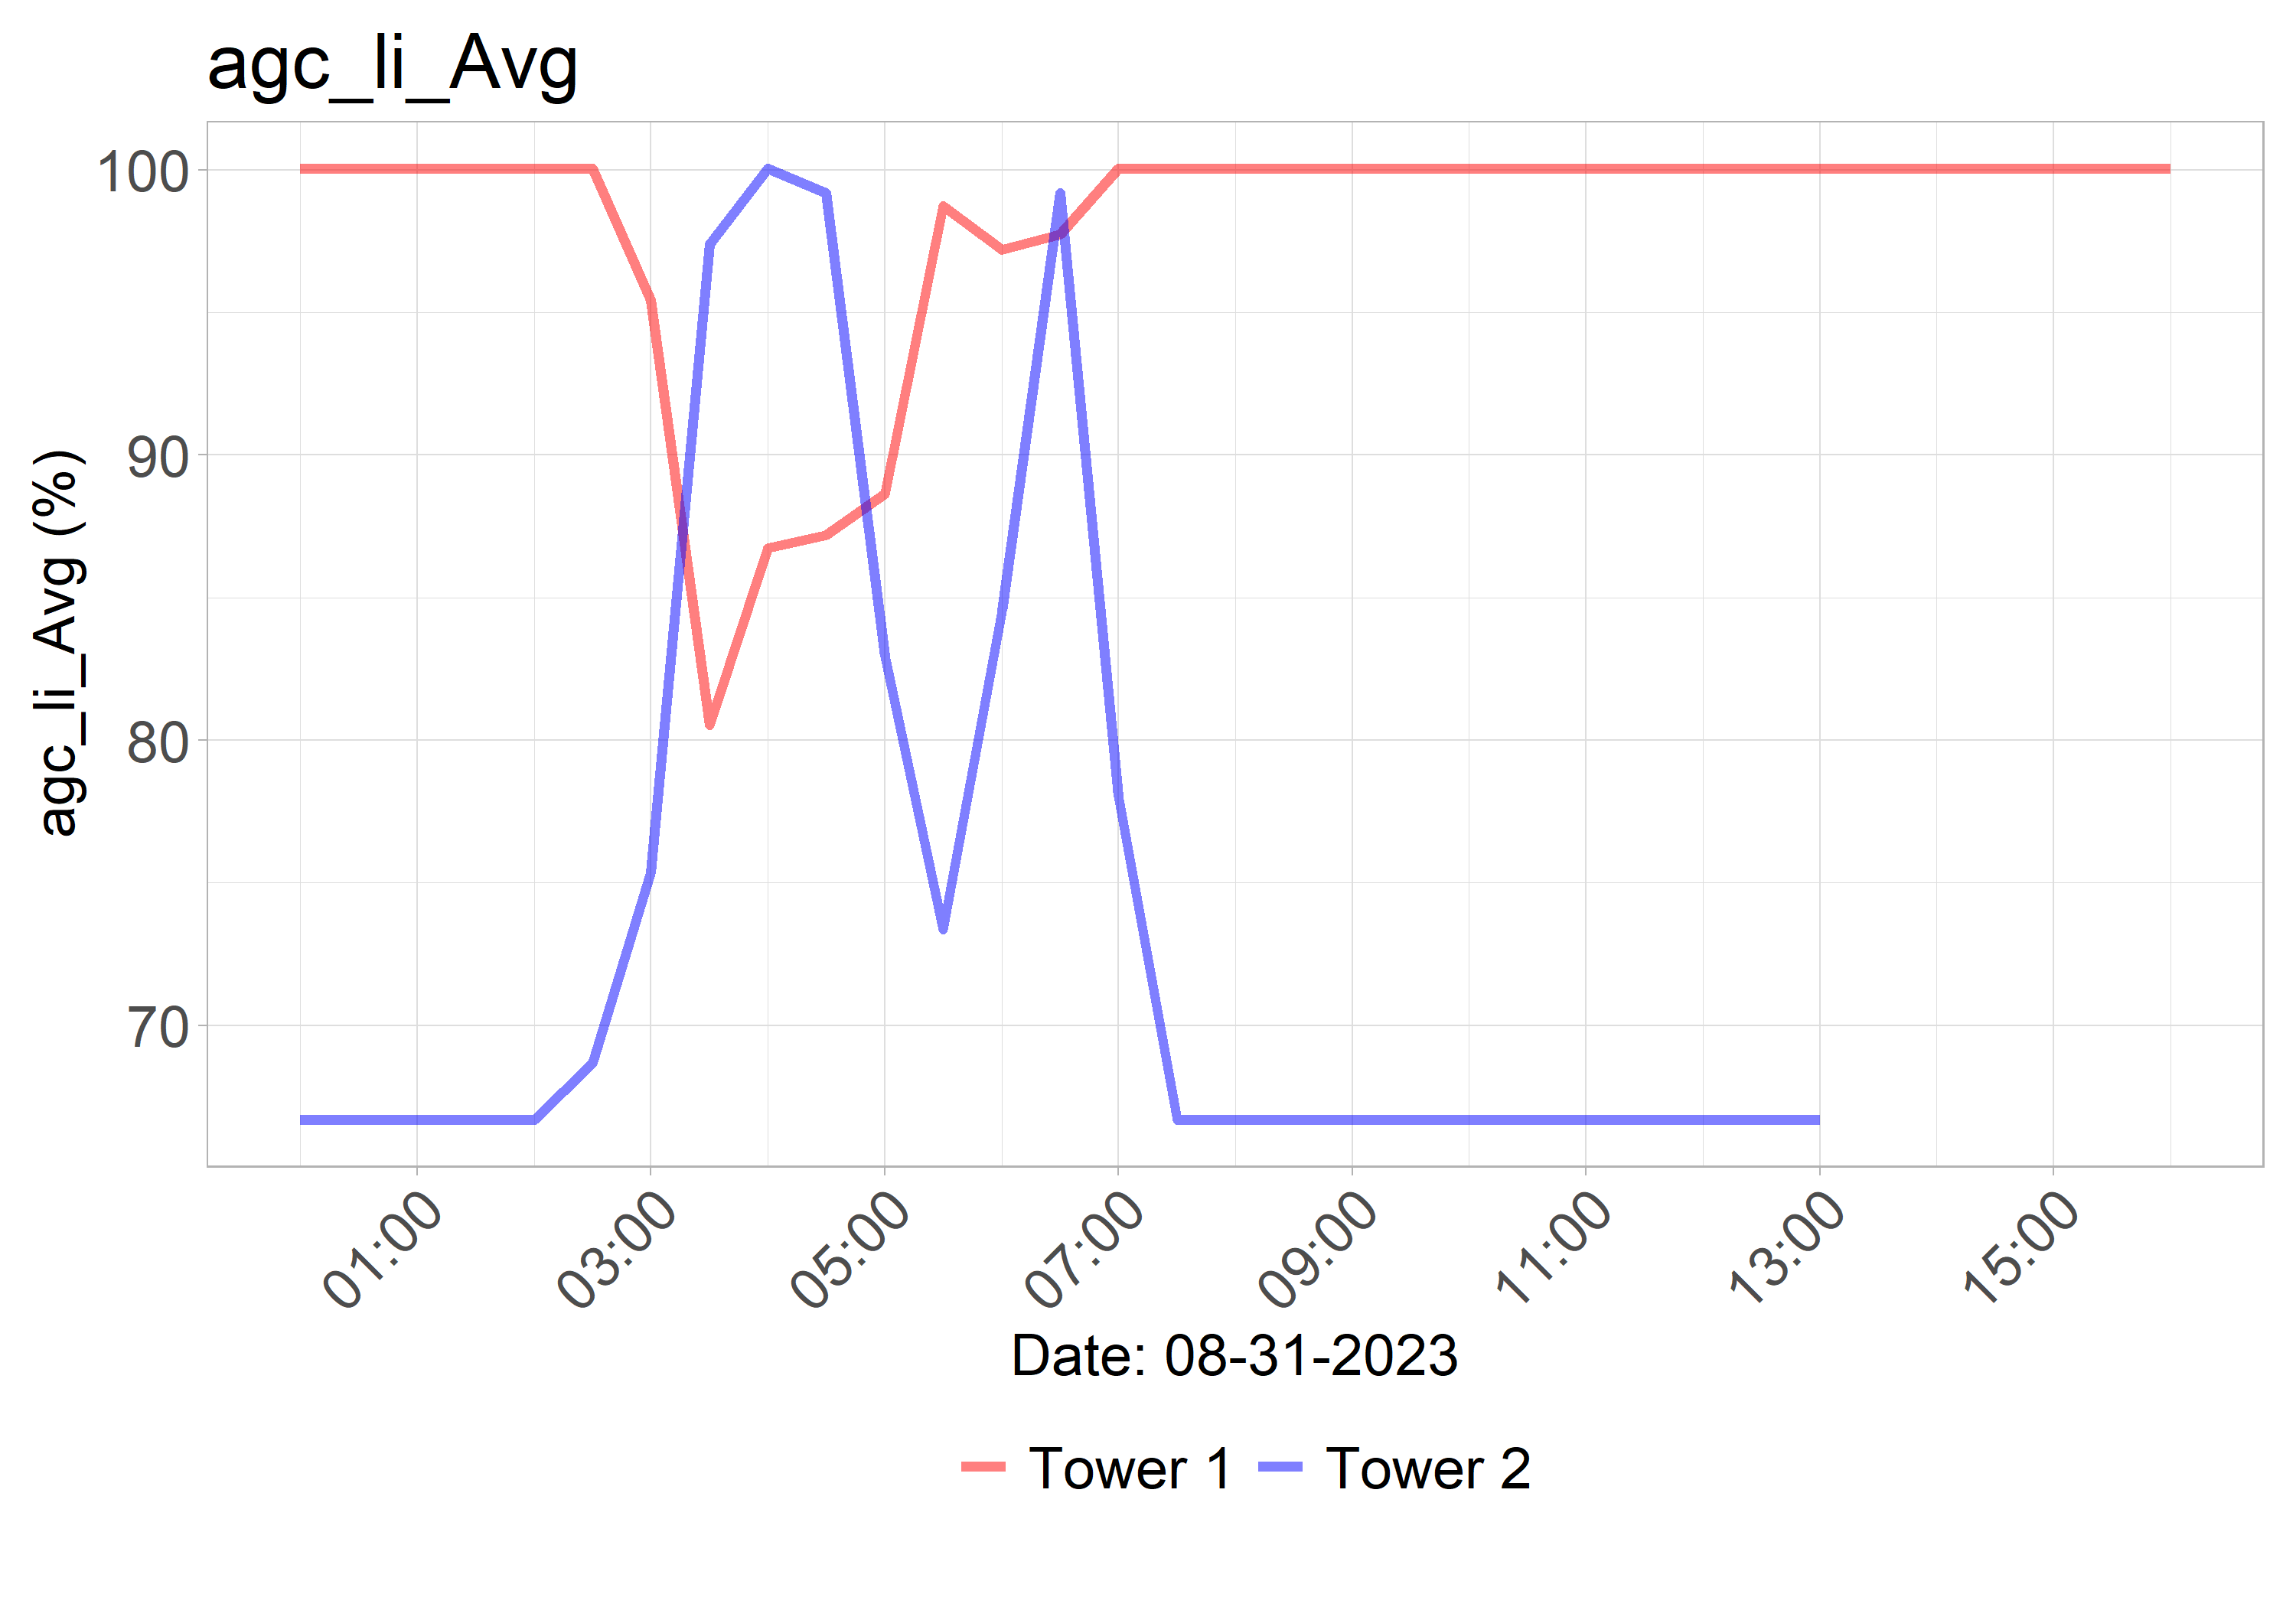 agc_li_Avg
agc_li_Avg (%)
100
90
80
70
01:00 03:00 05:00 07:00 09:00 11:00 13:00 15:00
Date: 08-31-2023
Tower 1 Tower 2